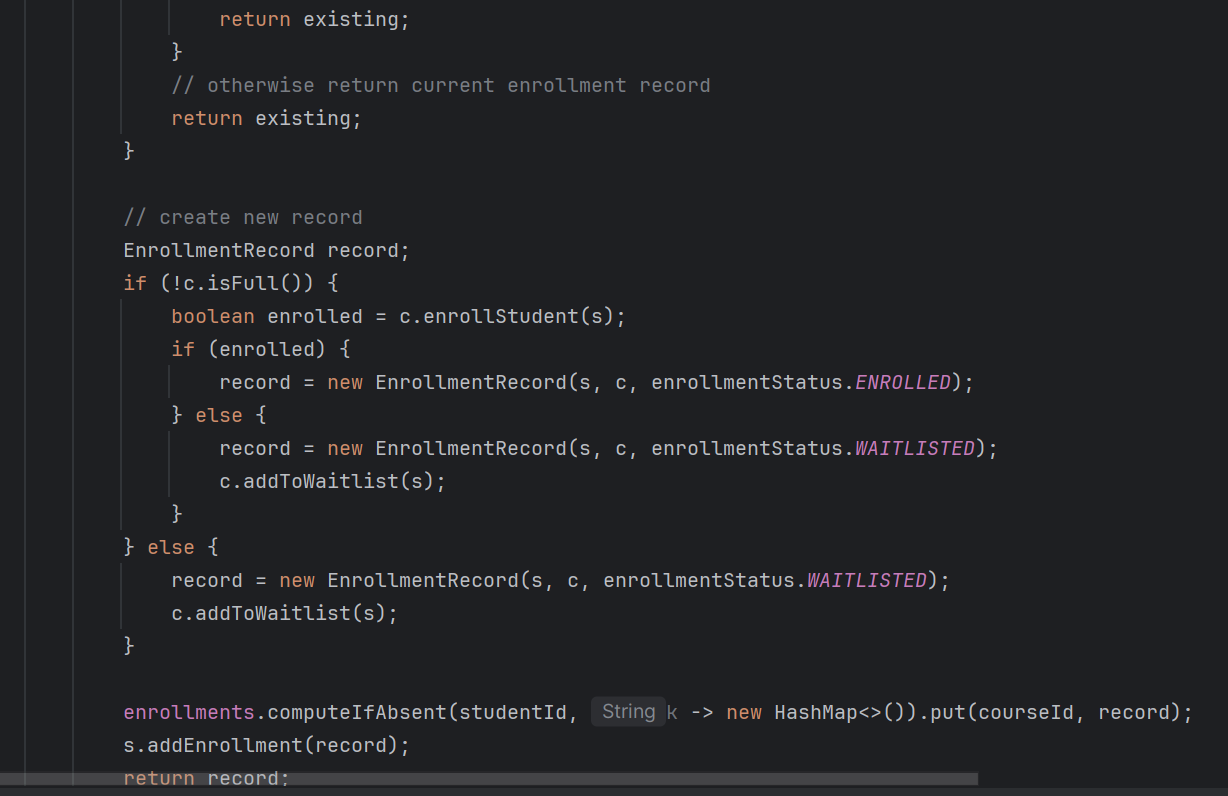 return existing;
}
// otherwise return current enrollment record
return existing;
}
// create new record
EnrollmentRecord record;
if (!c.isFull()) {
boolean enrolled = c.enrollStudent(s);
if (enrolled) {
record = new EnrollmentRecord(s, c, enrollmentStatus.ENROLLED);
} else {
record = new EnrollmentRecord(s, c, enrollmentStatus.WAITLISTED);
c.addToWaitlist(s);
}
} else {
record = new EnrollmentRecord(s, c, enrollmentStatus.WAITLISTED);
c.addToWaitlist(s);
}
enrollments.computeIfAbsent(studentId, String k -> new HashMap<>()).put(courseId, record);
s.addEnrollment(record);
return record;